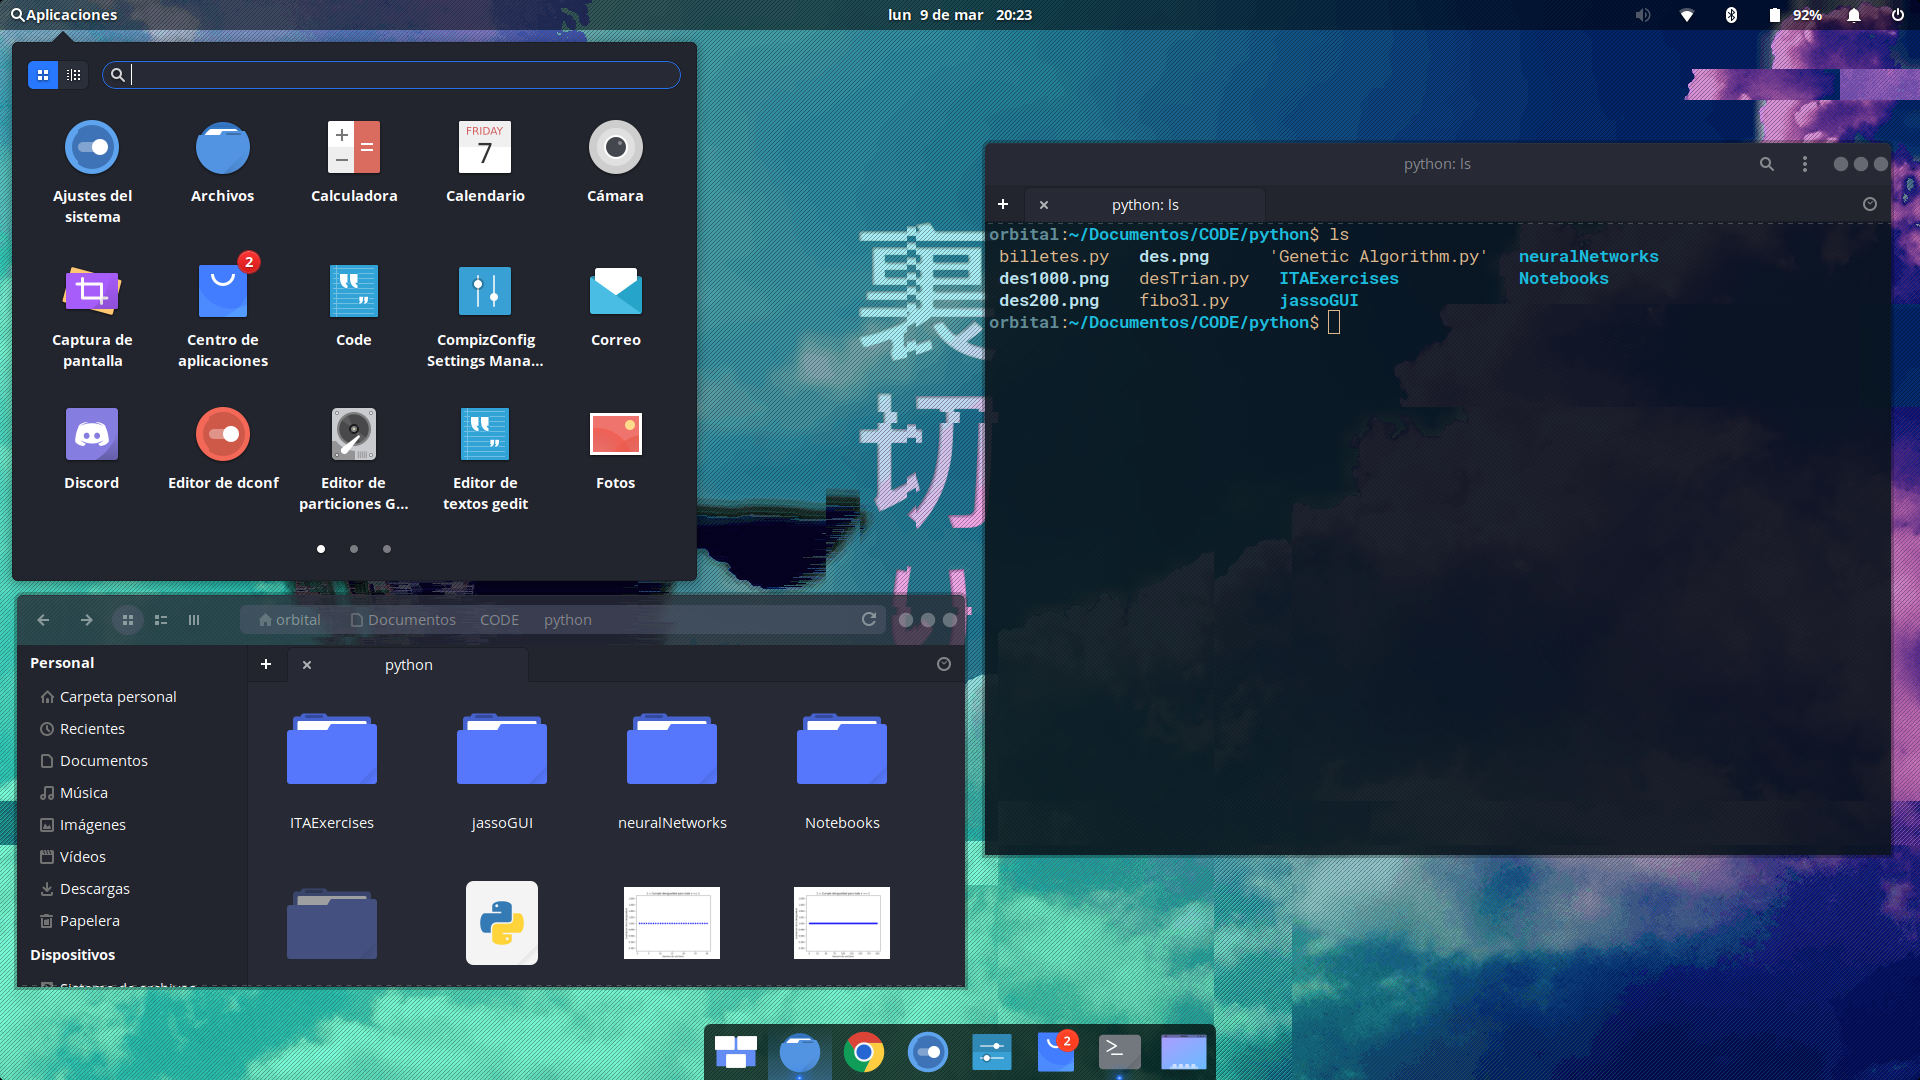 Aplicaciones
lun 9 de mar 20:23
92%
FRIDAY
7
Ajustes del sistema
Archivos
Calculadora
Calendario
Cámara
2
Captura de pantalla
Centro de aplicaciones
Code
CompizConfig Settings Mana...
Correo
Discord
Editor de dconf
Editor de particiones G...
Editor de textos gedit
Fotos
裏
切
python: ls
python: ls
orbital:~/Documentos/CODE/python$ ls
billetes.py des.png 'Genetic Algorithm.py' neuralNetworks
des1000.png desTrian.py ITAExercises Notebooks
des200.png fibo3l.py jassoGUI
orbital:~/Documentos/CODE/python$
orbital Documentos CODE python
python
Personal
Carpeta personal
Recientes
Documentos
Música
Imágenes
Vídeos
Descargas
Papelera
Dispositivos
ITAExercises
jassoGUI
neuralNetworks
Notebooks
2